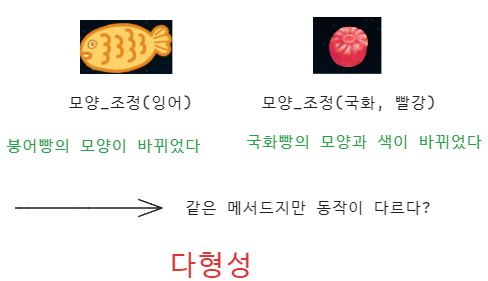 모양_조정(잉어)
모양_조정(국화, 빨강)
붕어빵의 모양이 바뀌었다
국화빵의 모양과 색이 바뀌었다
같은 메서드지만 동작이 다르다?
다형성